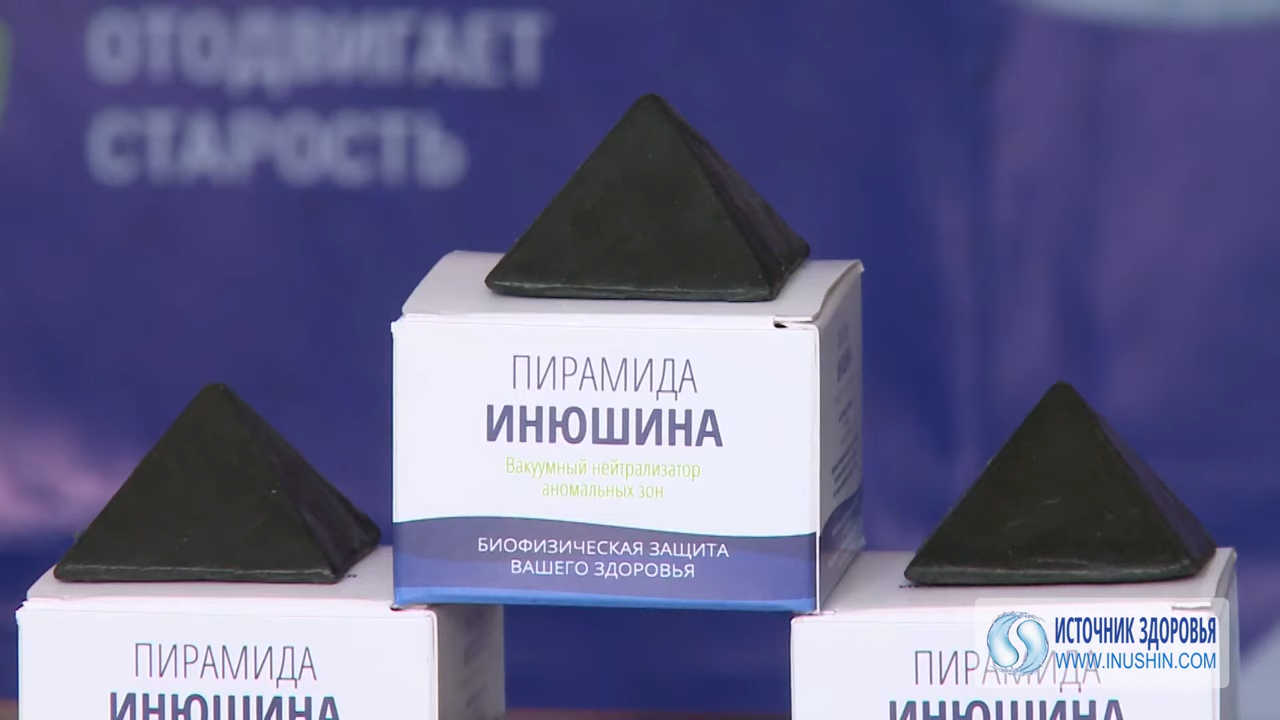 ОТОДВИГАЕТ
СТАРОСТЬ
ПИРАМИДА
ИНЮШИНА
Вакуумный нейтрализатор
аномальных зон
БИОФИЗИЧЕСКАЯ ЗАЩИТА
ВАШЕГО ЗДОРОВЬЯ
ПИРАМИДА
ИНЮШИНА
ПИРАМИДА
ИНЮШИНА
ИСТОЧНИК ЗДОРОВЬЯ
WWW.INUSHIN.COM